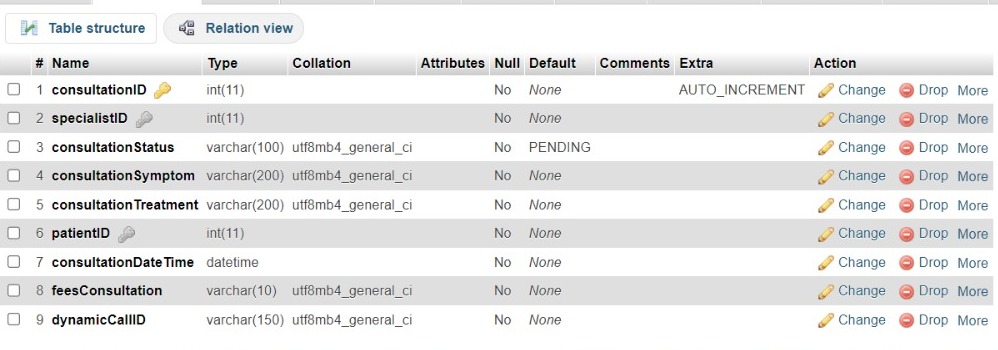 Table structure Relation view
# Name Type Collation Attributes Null Default Comments Extra Action
1 consultationID int(11) No None AUTO_INCREMENT Change Drop More
2 specialistID int(11) No None Change Drop More
3 consultationStatus varchar(100) utf8mb4_general_ci No PENDING Change Drop More
4 consultationSymptom varchar(200) utf8mb4_general_ci No None Change Drop More
5 consultationTreatment varchar(200) utf8mb4_general_ci No None Change Drop More
6 patientID int(11) No None Change Drop More
7 consultationDateTime datetime No None Change Drop More
8 feesConsultation varchar(10) utf8mb4_general_ci No None Change Drop More
9 dynamicCallID varchar(150) utf8mb4_general_ci No None Change Drop More